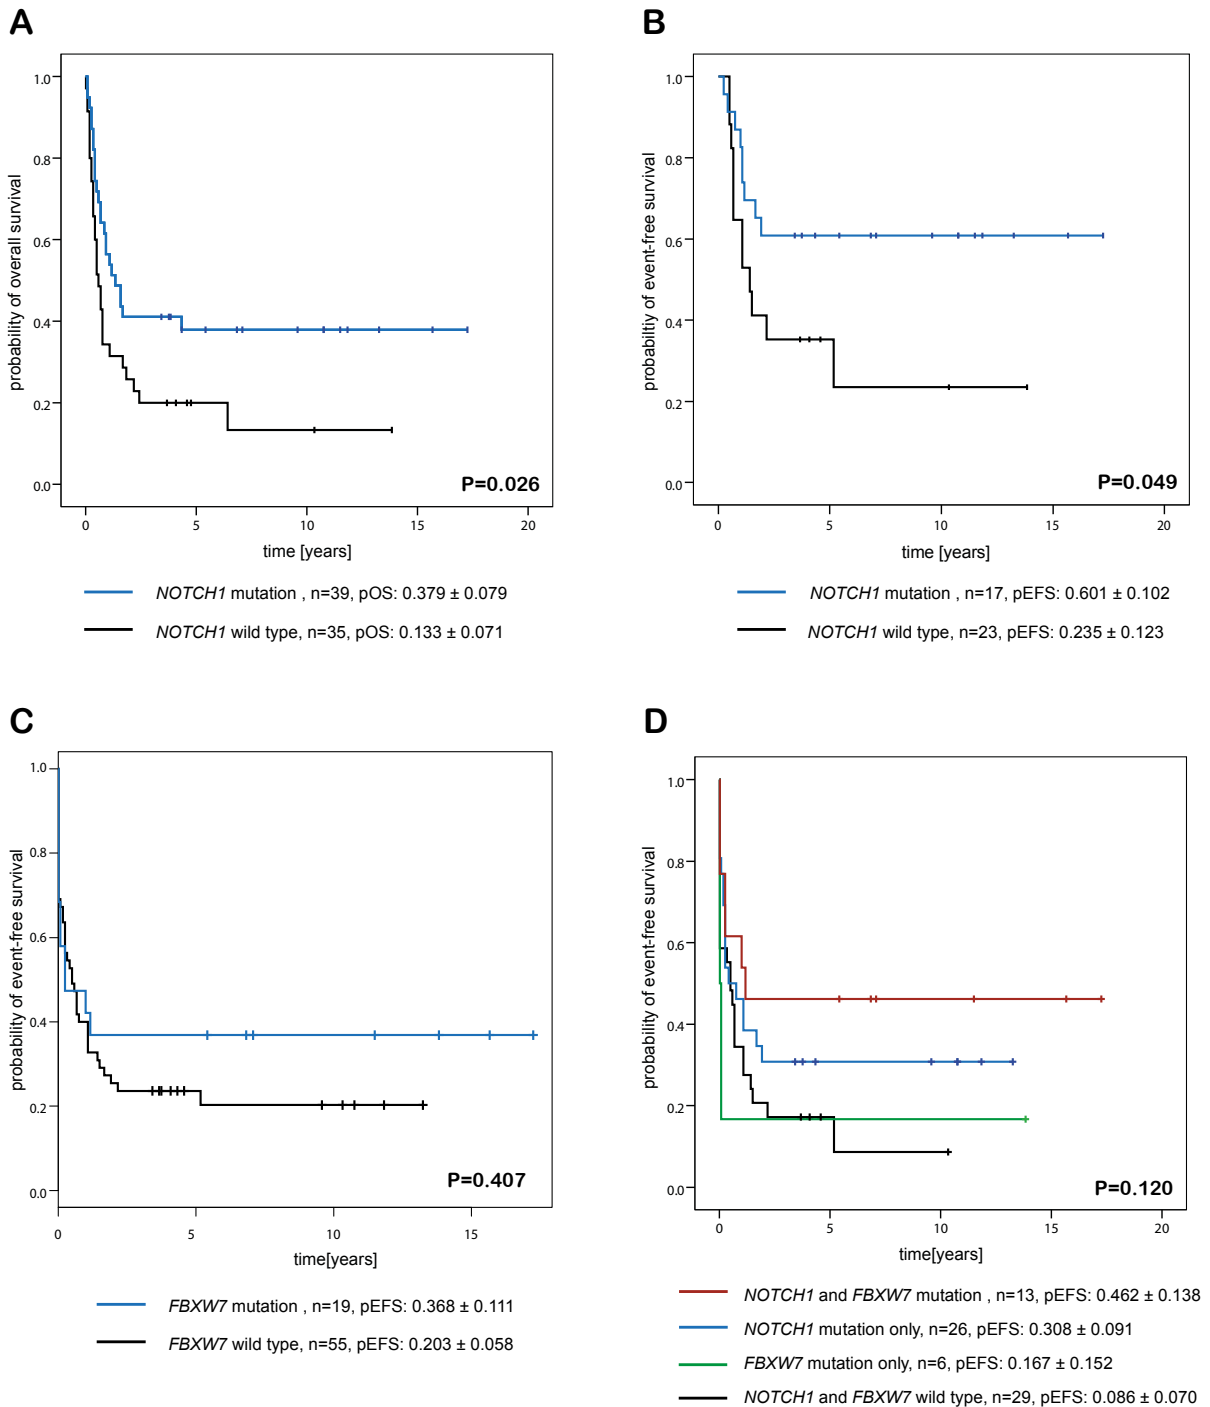 A
probability of overall survival
1.0
0.8
0.6
0.4
0.2
0.0
P=0.026
0 5 10 15 20
time [years]
NOTCH1 mutation , n=39, pOS: 0.379 ± 0.079
NOTCH1 wild type, n=35, pOS: 0.133 ± 0.071
B
probabiltiy of event-free survival
1.0
0.8
0.6
0.4
0.2
0.0
P=0.049
0 5 10 15 20
time [years]
NOTCH1 mutation , n=17, pEFS: 0.601 ± 0.102
NOTCH1 wild type, n=23, pEFS: 0.235 ± 0.123
C
probability of event-free survival
1.0
0.8
0.6
0.4
0.2
0.0
P=0.407
0 5 10 15
time[years]
FBXW7 mutation , n=19, pEFS: 0.368 ± 0.111
FBXW7 wild type, n=55, pEFS: 0.203 ± 0.058
D
probability of event-free survival
1.0
0.8
0.6
0.4
0.2
0.0
P=0.120
0 5 10 15 20
time[years]
NOTCH1 and FBXW7 mutation , n=13, pEFS: 0.462 ± 0.138
NOTCH1 mutation only, n=26, pEFS: 0.308 ± 0.091
FBXW7 mutation only, n=6, pEFS: 0.167 ± 0.152
NOTCH1 and FBXW7 wild type, n=29, pEFS: 0.086 ± 0.070